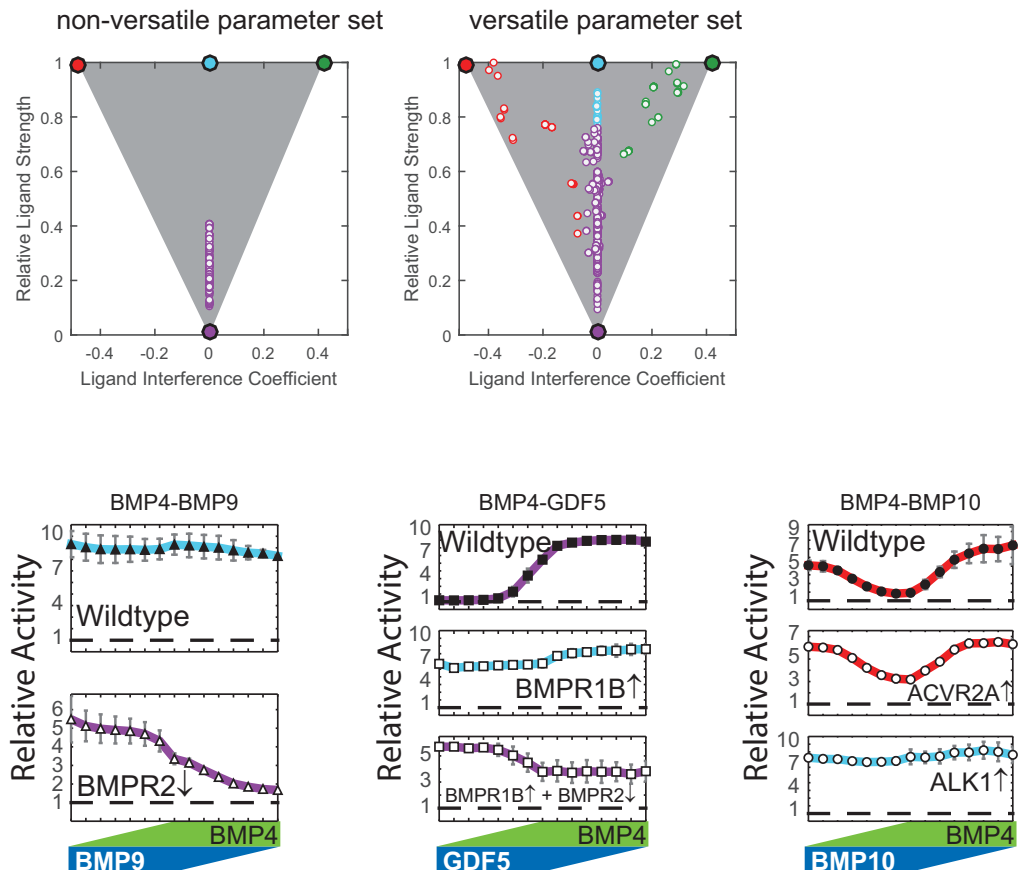 non-versatile parameter set
versatile parameter set
Relative Ligand Strength
1
0.8
0.6
0.4
0.2
0
-0.4 -0.2 0 0.2 0.4
Ligand Interference Coefficient
Relative Ligand Strength
1
0.8
0.6
0.4
0.2
0
-0.4 -0.2 0 0.2 0.4
Ligand Interference Coefficient
BMP4-BMP9
Relative Activity
10
7
4
1
Wildtype
6
5
4
3
2
1
BMPR2↓
BMP4
BMP9
BMP4-GDF5
Relative Activity
10
7
4
1
Wildtype
10
7
4
1
BMPR1B↑
5
3
1
BMPR1B↑ + BMPR2↓
BMP4
GDF5
BMP4-BMP10
Relative Activity
9
7
5
3
1
Wildtype
7
5
3
1
ACVR2A↑
10
7
4
1
ALK1↑
BMP4
BMP10